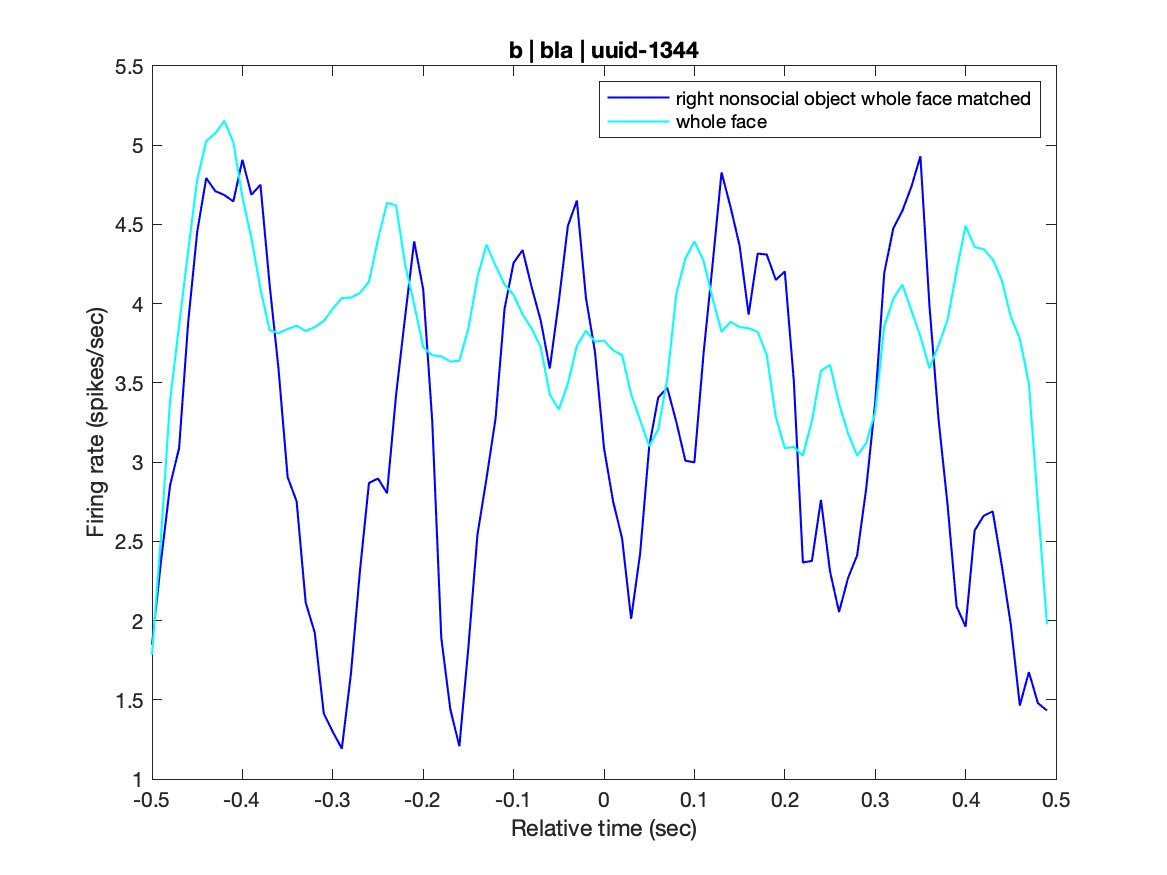 b | bla | uuid-1344
right nonsocial object whole face matched
whole face
5.5
5
4.5
4
3.5
3
2.5
2
1.5
1
Firing rate (spikes/sec)
-0.5 -0.4 -0.3 -0.2 -0.1 0 0.1 0.2 0.3 0.4 0.5
Relative time (sec)